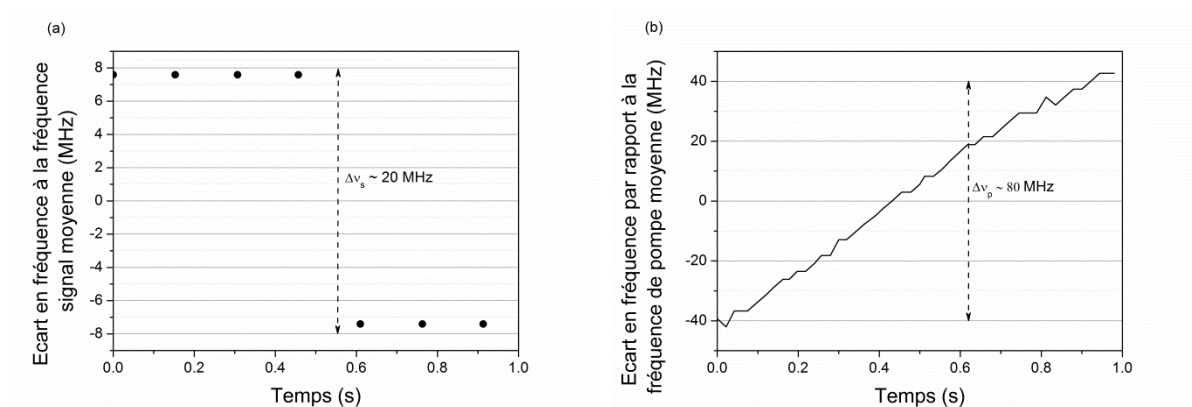 (a)
Ecart en fréquence à la fréquence
signal moyenne (MHz)
8
6
4
2
0
-2
-4
-6
-8
Δνs ~ 20 MHz
0.0 0.2 0.4 0.6 0.8 1.0
Temps (s)
(b)
Ecart en fréquence par rapport à la
fréquence de pompe moyenne (MHz)
40
20
0
-20
-40
Δνp ~ 80 MHz
0.0 0.2 0.4 0.6 0.8 1.0
Temps (s)